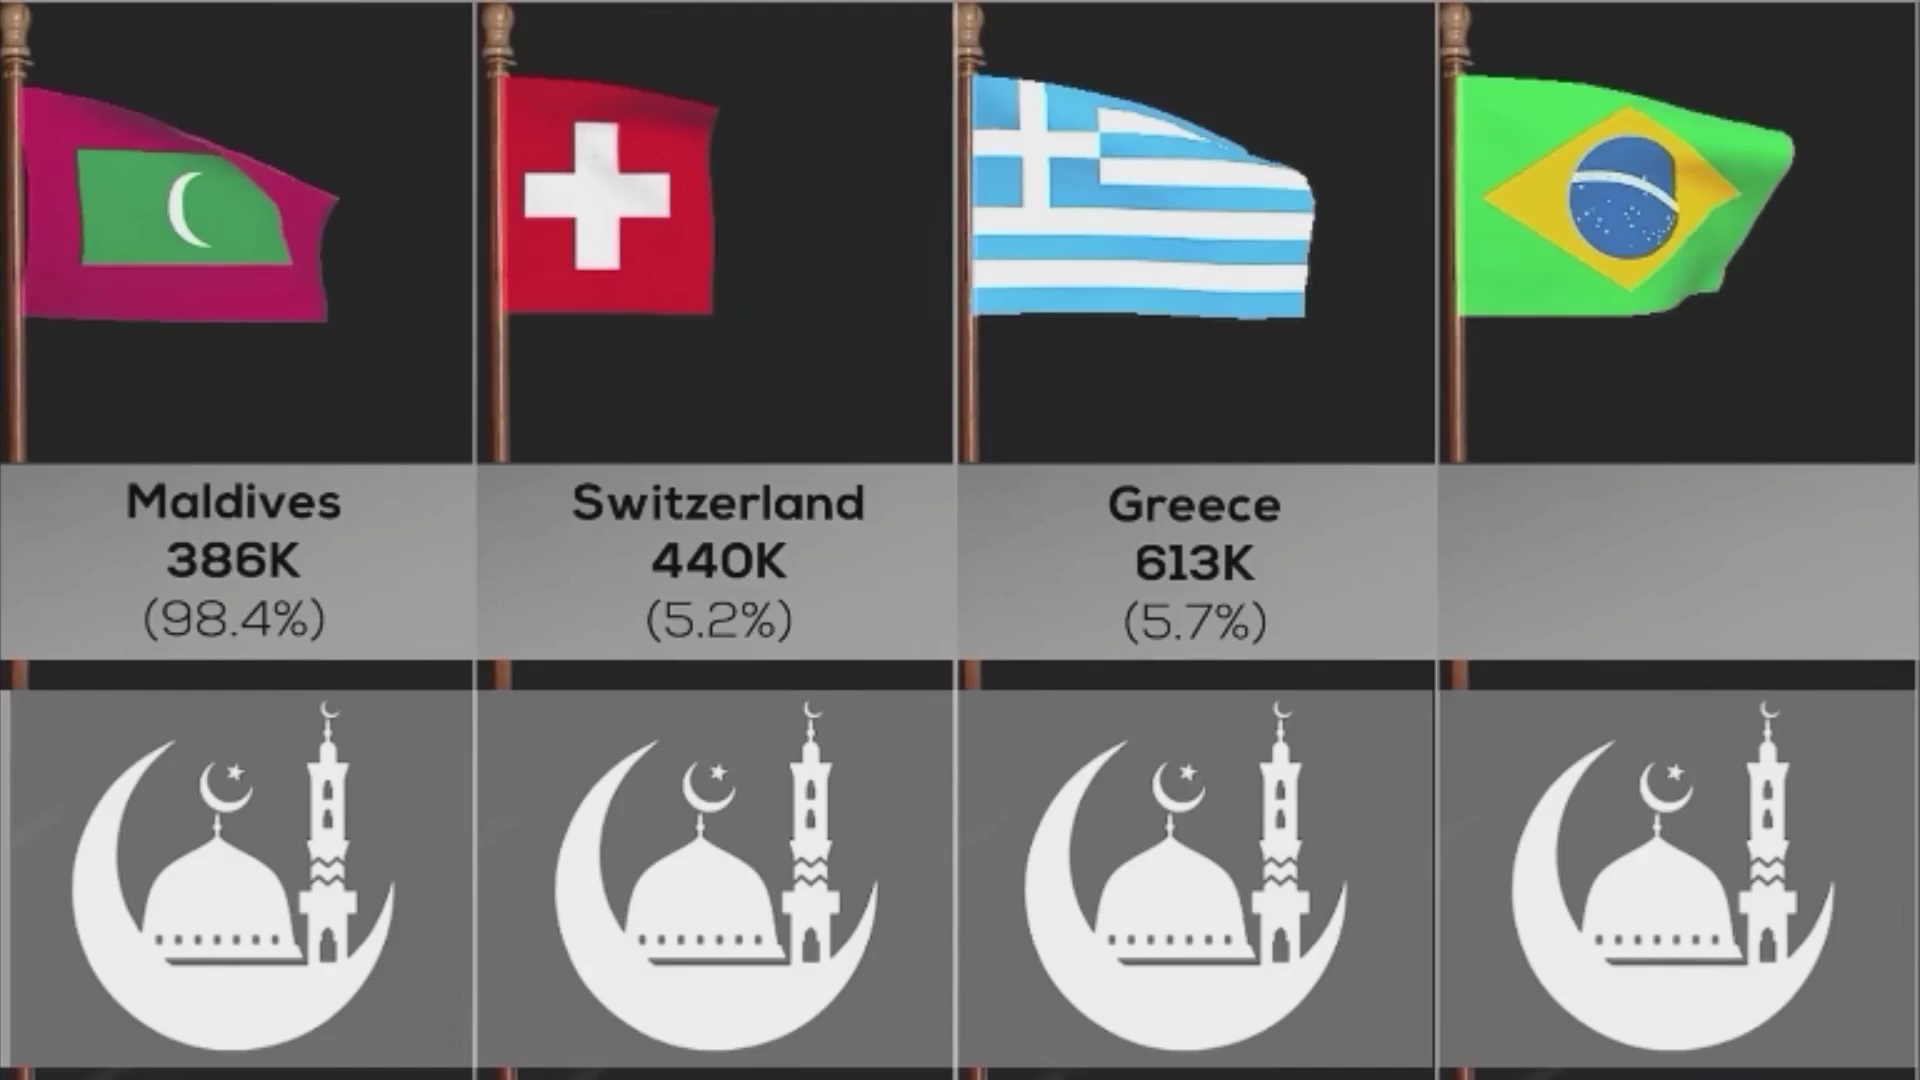 Maldives
386K
(98.4%)
Switzerland
440K
(5.2%)
Greece
613K
(5.7%)